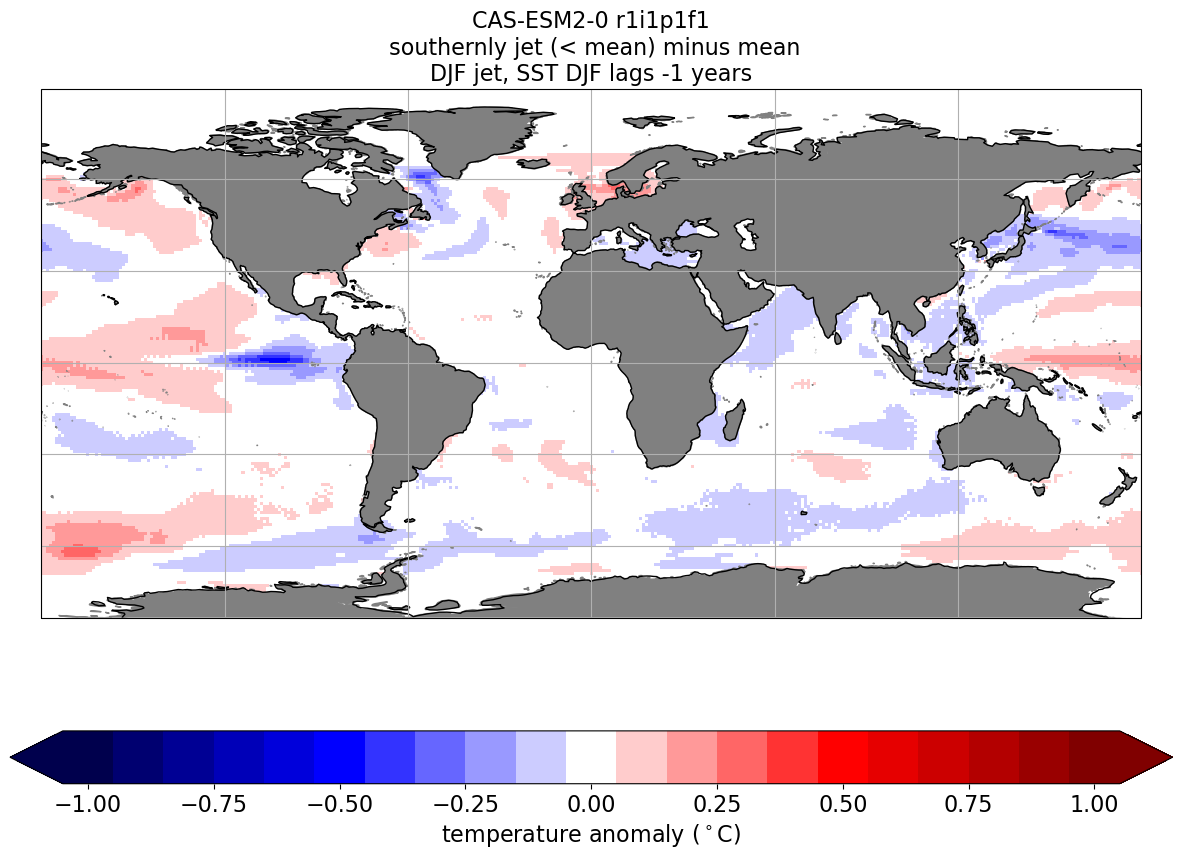 CAS-ESM2-0 r1i1p1f1
southernly jet (< mean) minus mean
DJF jet, SST DJF lags -1 years
−1.00 −0.75 −0.50 −0.25 0.00 0.25 0.50 0.75 1.00
temperature anomaly (°C)